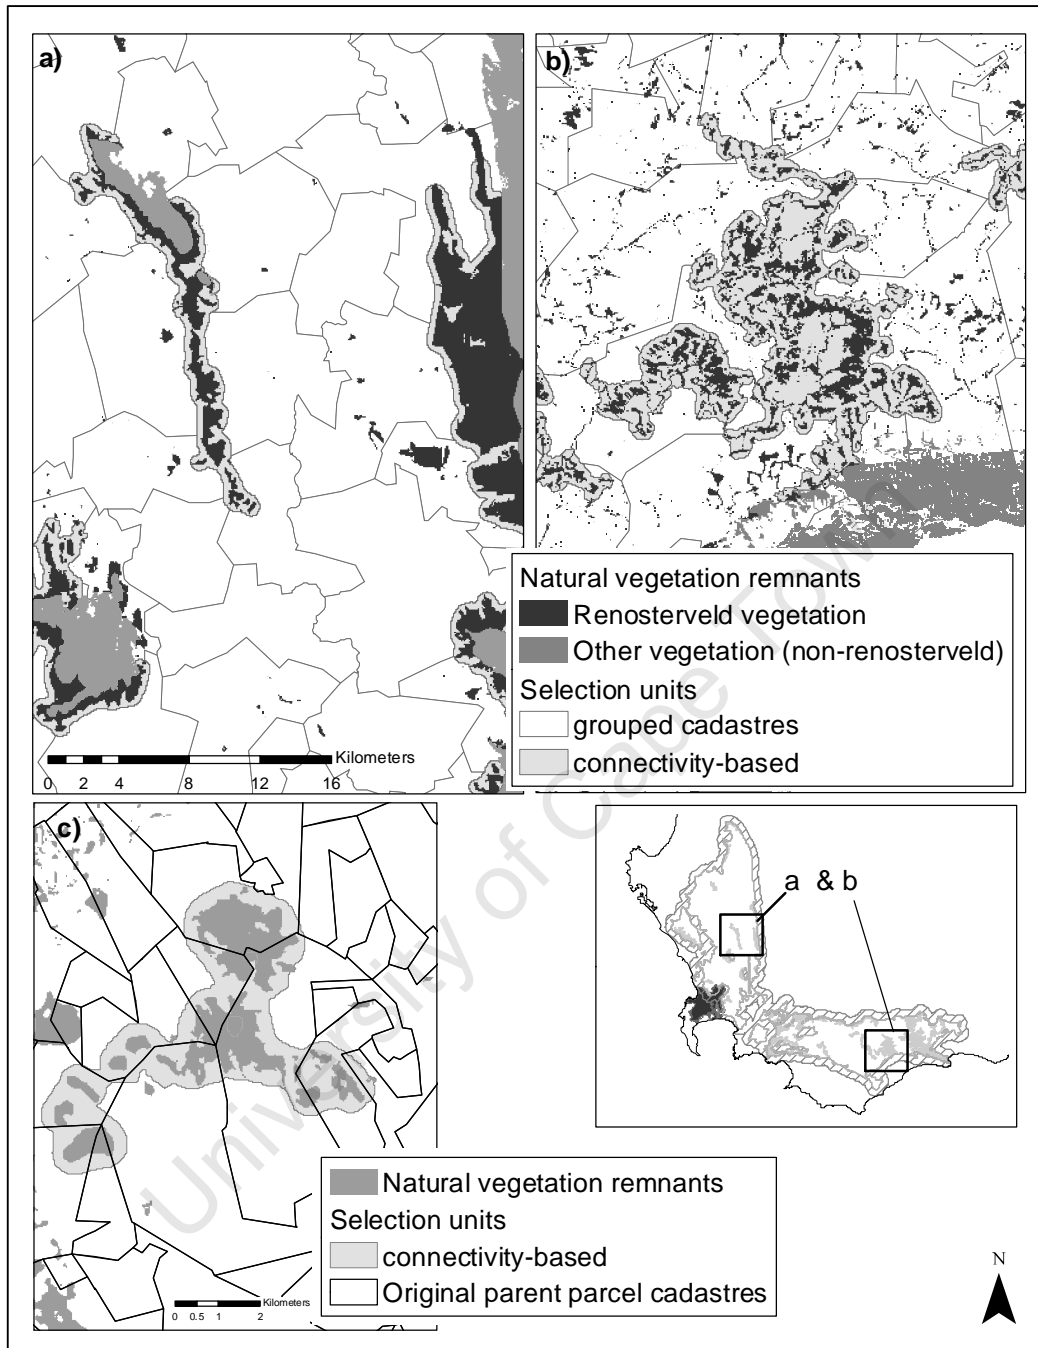 a)
b)
Kilometers
0 2 4 8 12 16
Natural vegetation remnants
Renosterveld vegetation
Other vegetation (non-renosterveld)
Selection units
grouped cadastres
connectivity-based
c)
Kilometers
0 0.5 1 2
a & b
Natural vegetation remnants
Selection units
connectivity-based
Original parent parcel cadastres
N
University of Cape Town